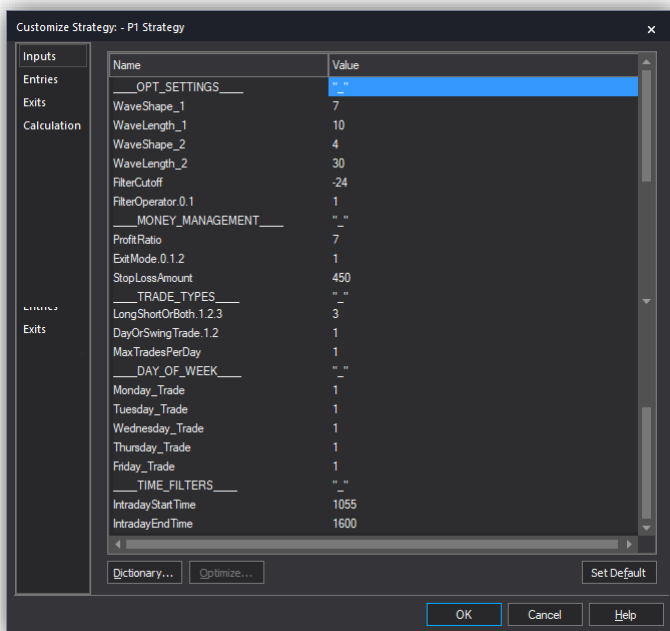 Customize Strategy: - P1 Strategy
Inputs
Entries
Exits
Calculation
Exits
Name Value
____OPT_SETTINGS____ "_"
WaveShape_1 7
WaveLength_1 10
WaveShape_2 4
WaveLength_2 30
FilterCutoff -24
FilterOperator.0.1 1
____MONEY_MANAGEMENT____ "_"
ProfitRatio 7
ExitMode.0.1.2 1
StopLossAmount 450
____TRADE_TYPES____ "_"
LongShortOrBoth.1.2.3 3
DayOrSwingTrade.1.2 1
MaxTradesPerDay 1
____DAY_OF_WEEK____ "_"
Monday_Trade 1
Tuesday_Trade 1
Wednesday_Trade 1
Thursday_Trade 1
Friday_Trade 1
____TIME_FILTERS____ "_"
IntradayStartTime 1055
IntradayEndTime 1600
Dictionary... Optimize... Set Default
OK Cancel Help